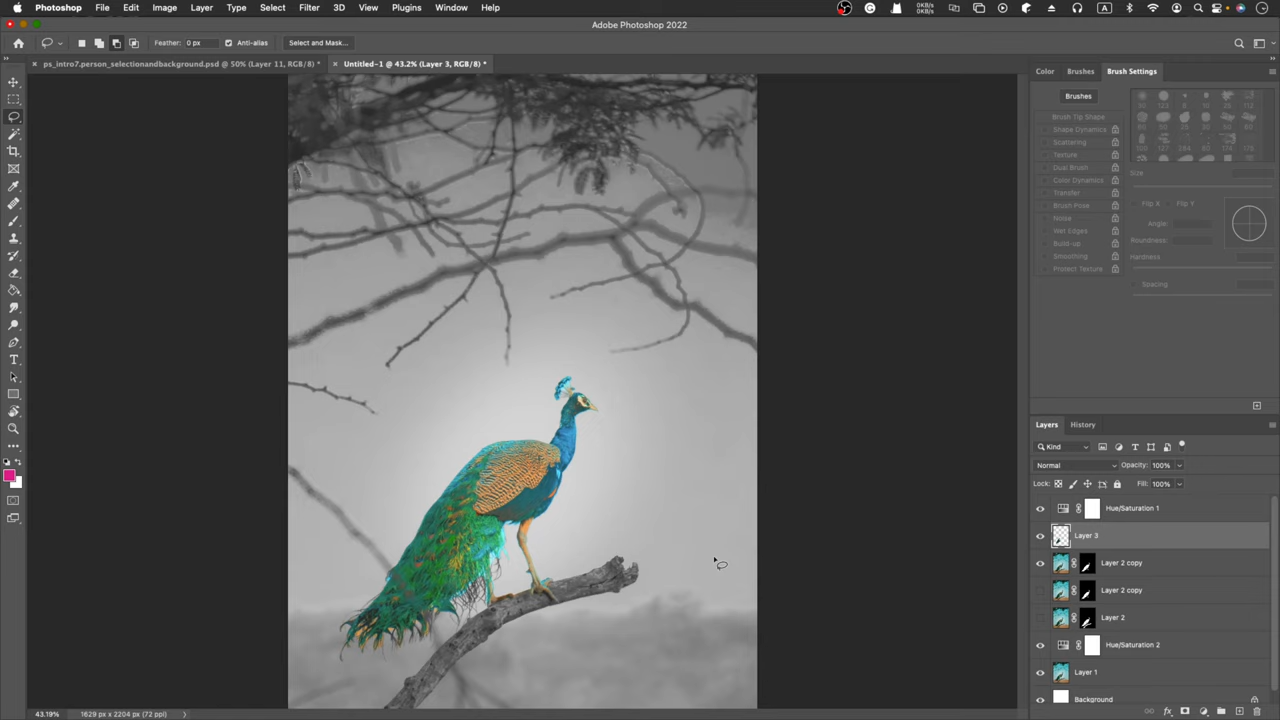 Photoshop File Edit Image Layer Type Select Filter 3D View Plugins Window Help 0KB/s 0KB/s A
Adobe Photoshop 2022
Feather: 0 px Anti-alias Select and Mask...
ps_intro7.person_selectionandbackground.psd @ 50% (Layer 11, RGB/8) * Untitled-1 @ 43.2% (Layer 3, RGB/8) *
Color Brushes Brush Settings
Brushes
Brush Tip Shape
Shape Dynamics
Scattering
Texture
Dual Brush
Color Dynamics
Transfer
Brush Pose
Noise
Wet Edges
Build-up
Smoothing
Protect Texture
Size
Flip X Flip Y
Angle:
Roundness:
Hardness
Spacing
Layers History
Kind
Normal Opacity: 100%
Lock: Fill: 100%
Hue/Saturation 1
Layer 3
Layer 2 copy
Layer 2 copy
Layer 2
Hue/Saturation 2
Layer 1
Background
43.19% 1629 px x 2204 px (72 ppi)